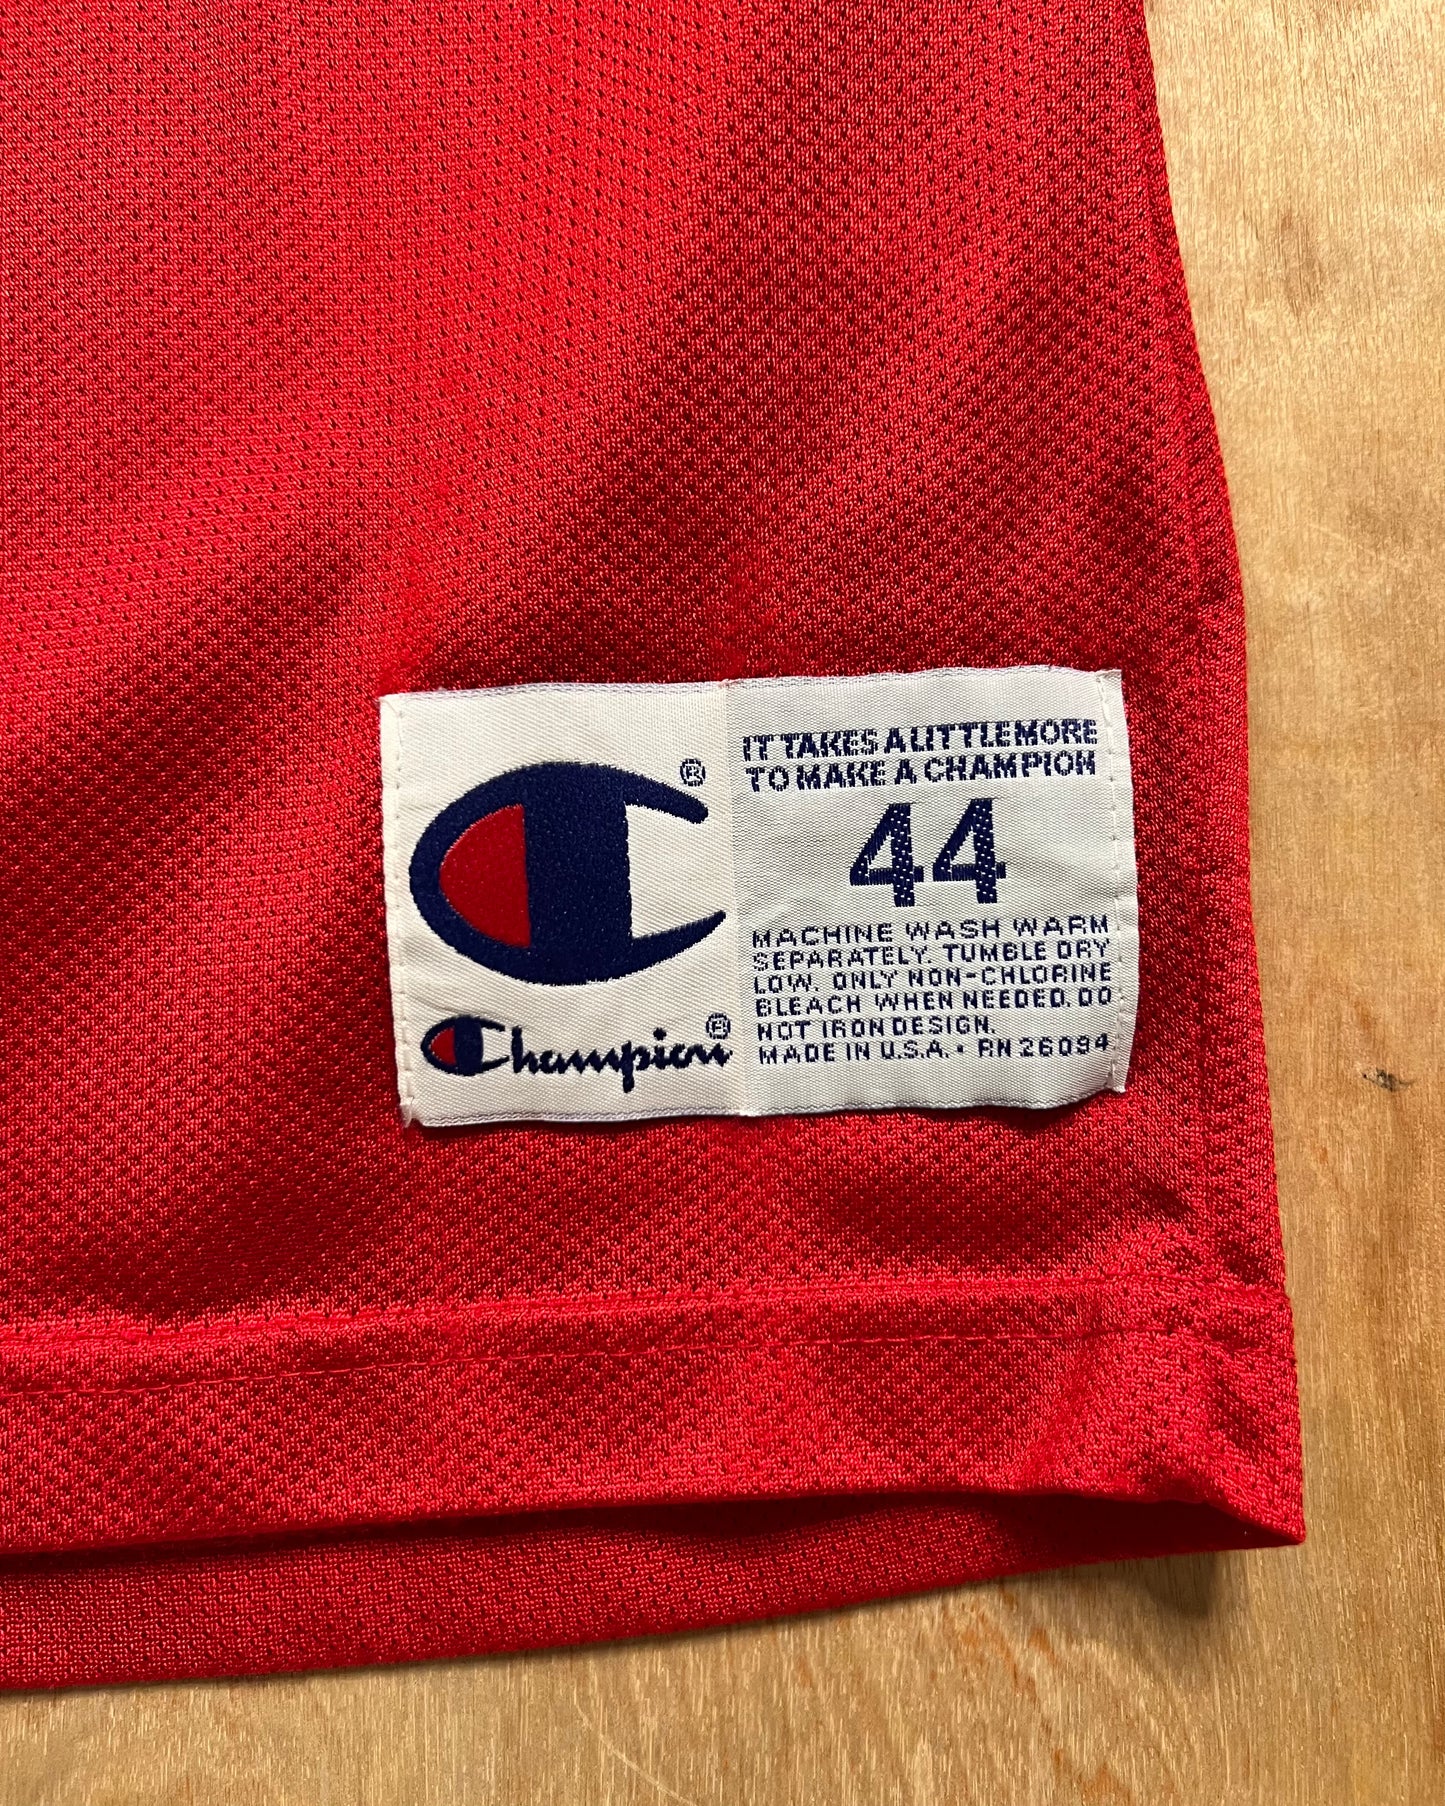 IT TAKES A LITTLE MORE
TO MAKE A CHAMPION
44
MACHINE WASH WARM
SEPARATELY. TUMBLE DRY
LOW. ONLY NON-CHLORINE
BLEACH WHEN NEEDED. DO
NOT IRON DESIGN.
MADE IN U.S.A. • RN 26094
®
Champion®